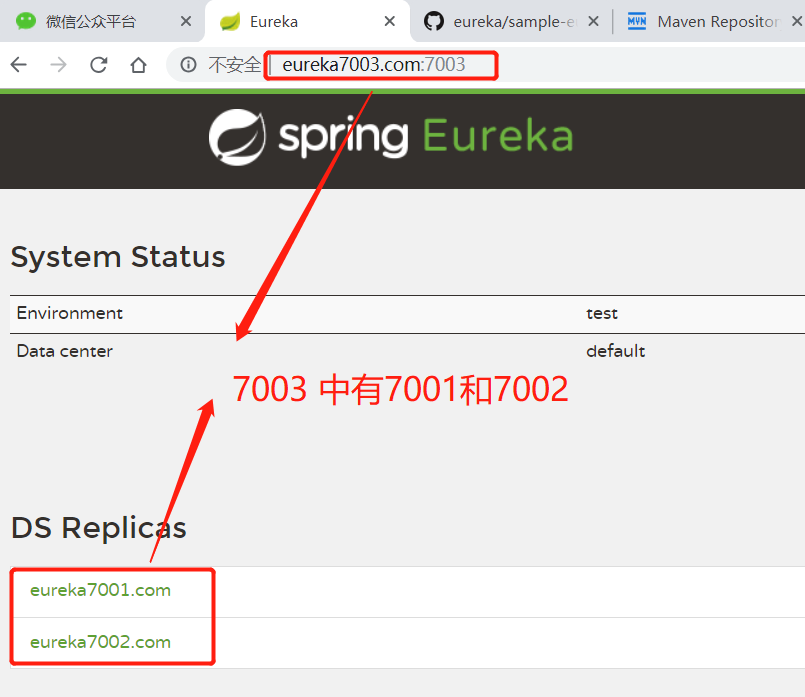 微信公众平台
Eureka
eureka/sample-e
Maven Repositor
不安全 | eureka7003.com:7003
spring Eureka
System Status
Environment test
Data center default
7003 中有7001和7002
DS Replicas
eureka7001.com
eureka7002.com